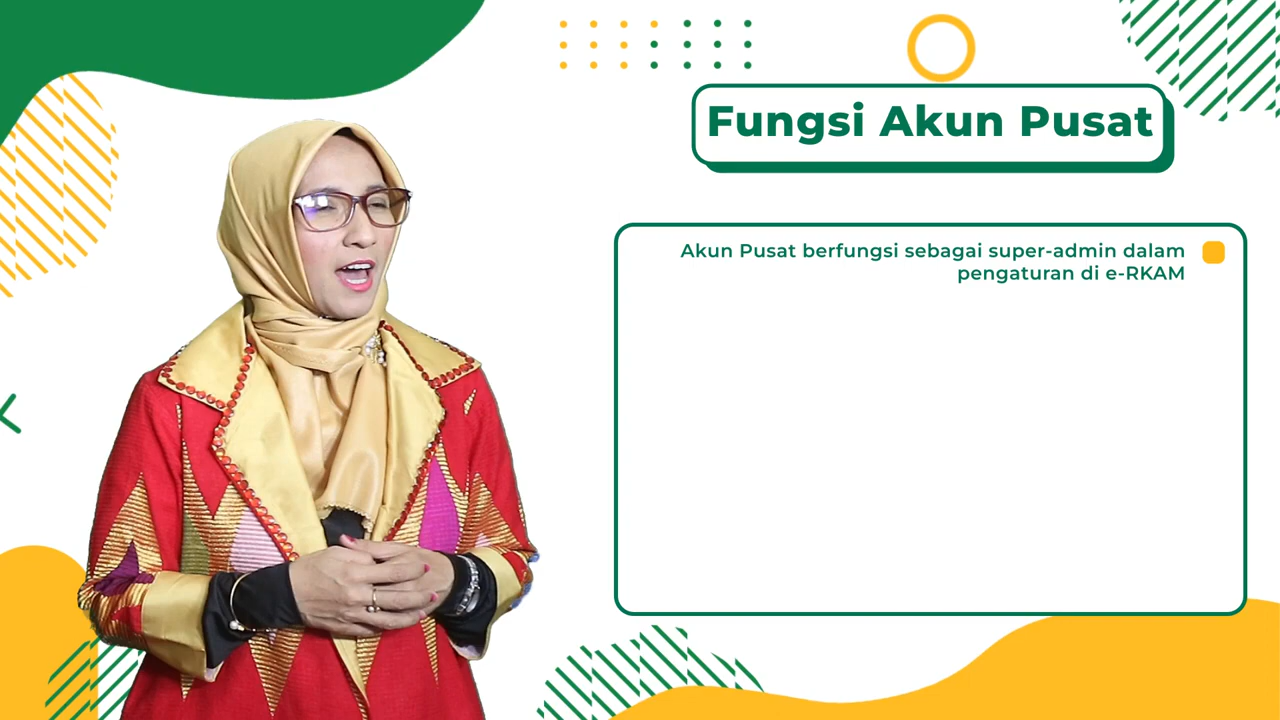 Fungsi Akun Pusat
Akun Pusat berfungsi sebagai super-admin dalam
pengaturan di e-RKAM